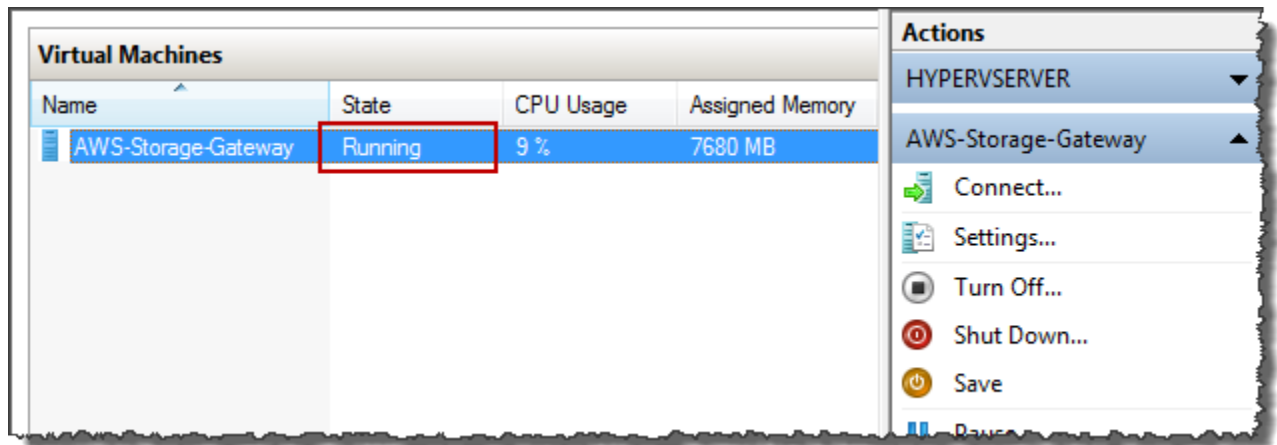 Virtual Machines
Name State CPU Usage Assigned Memory
AWS-Storage-Gateway Running 9 % 7680 MB
Actions
HYPERVSERVER
AWS-Storage-Gateway
Connect...
Settings...
Turn Off...
Shut Down...
Save
Pause